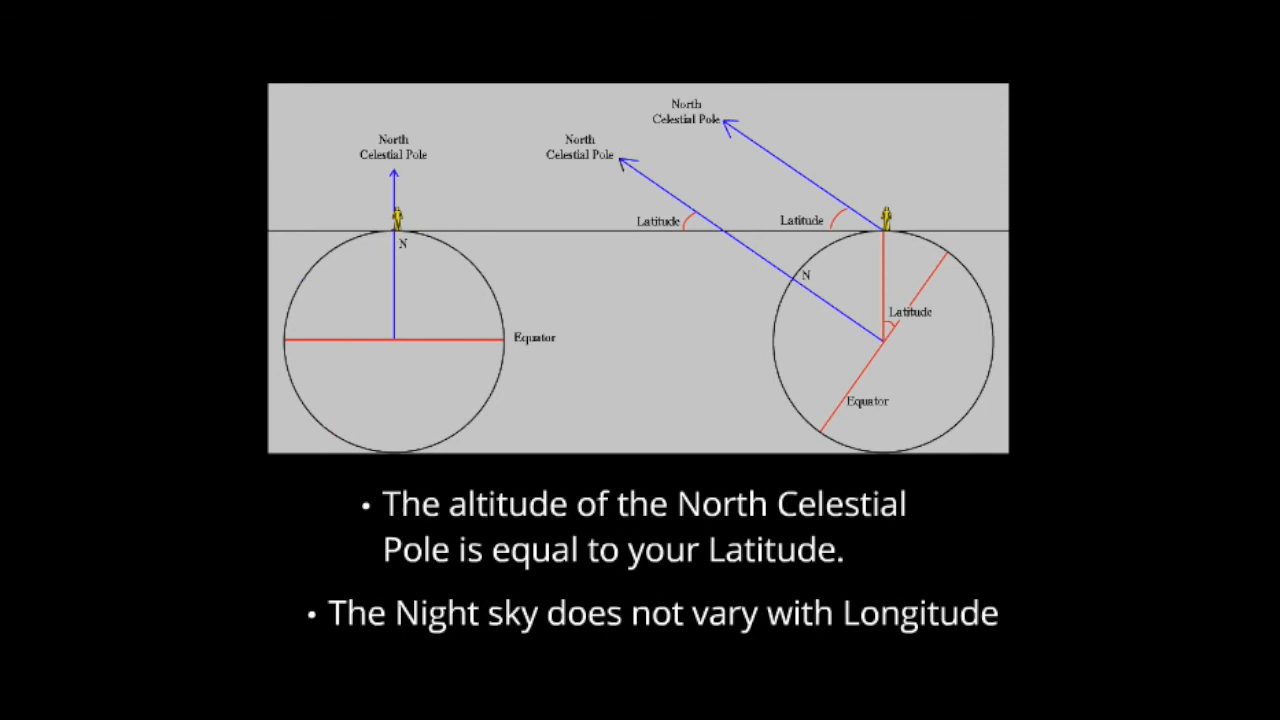 North
Celestial Pole
North
Celestial Pole
North
Celestial Pole
Latitude
Latitude
N
N
Latitude
Equator
Equator
• The altitude of the North Celestial
Pole is equal to your Latitude.
• The Night sky does not vary with Longitude